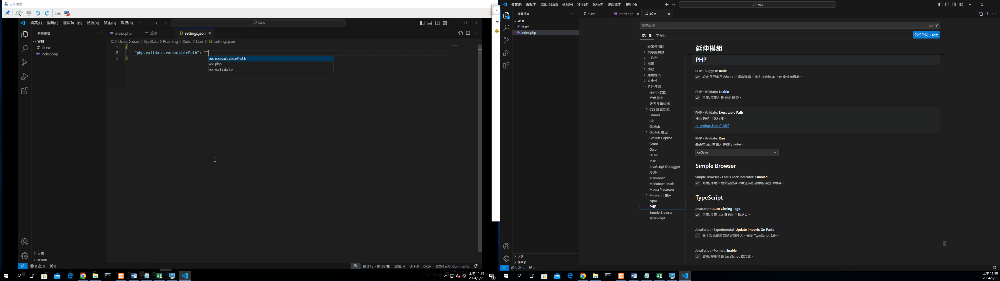 螢幕直播
檔案(F) 編輯(E) 選取項目(S) 檢視(V) 移至(G) 執行(R) ··· web
檔案總管 ···
WEB
HI.txt
index.php
index.php 設定 settings.json
C: > Users > user > AppData > Roaming > Code > User > settings.json
1 {
2 "php.validate.executablePath": ""
3 }
abc executablePath
abc php
abc validate
大綱
時間表
0 0 0 第 2 行，第 38 欄 空格: 4 UTF-8 CRLF JSON with Comments
上午 11:38
2024/9/25
1
檔案(F) 編輯(E) 選取項目(S) 檢視(V) 移至(G) 執行(R) 終端機(T) 說明(H) web
1
檔案總管 ···
WEB
hi.txt
index.php
hi.txt index.php 設定
搜尋設定
使用者 工作區 備份與同步設定
經常使用的
文字編輯器
工作台
視窗
功能
應用程式
安全性
延伸模組
.ipynb 支援
合併衝突
參考搜尋檢視
CSS 語言功能
Emmet
Git
GitHub
GitHub 驗證
GitHub Copilot
Grunt
Gulp
HTML
Jake
JavaScript Debugger
JSON
Markdown
Markdown Math
Media Previewer
Microsoft 帳戶
Npm
PHP
Simple Browser
TypeScript
延伸模組
PHP
PHP › Suggest: Basic
設定是否啟用內建 PHP 語言建議。此支援會建議 PHP 全域和變數。
PHP › Validate: Enable
啟用/停用內建 PHP 驗證。
PHP › Validate: Executable Path
指向 PHP 可執行檔。
在 settings.json 內編輯
PHP › Validate: Run
是否在儲存或輸入時執行 linter。
onSave
Simple Browser
Simple Browser › Focus Lock Indicator: Enabled
啟用/停用在簡單瀏覽器中專注時所顯示的浮動指示器。
TypeScript
JavaScript: Auto Closing Tags
啟用/停用 JSX 標籤的自動結束。
JavaScript › Experimental: Update Imports On Paste
貼上程式碼時自動更新匯入。需要 TypeScript 5.6+。
JavaScript › Format: Enable
啟用/停用預設 JavaScript 格式器。
大綱
時間表
0 0 0
上午 11:38
2024/9/25